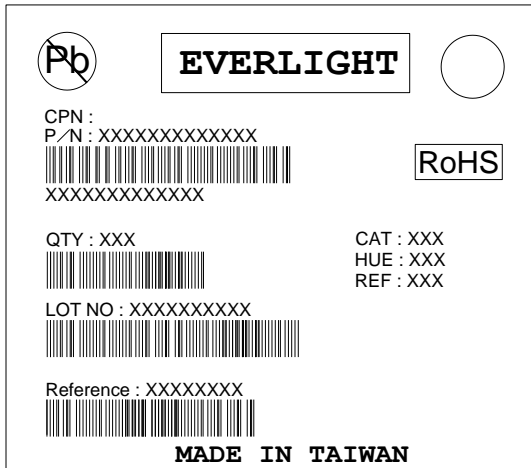 Pb
EVERLIGHT
CPN :
P/N : XXXXXXXXXXXXX
RoHS
XXXXXXXXXXXXX
QTY : XXX
CAT : XXX
HUE : XXX
REF : XXX
LOT NO : XXXXXXXXXX
Reference : XXXXXXXX
MADE IN TAIWAN